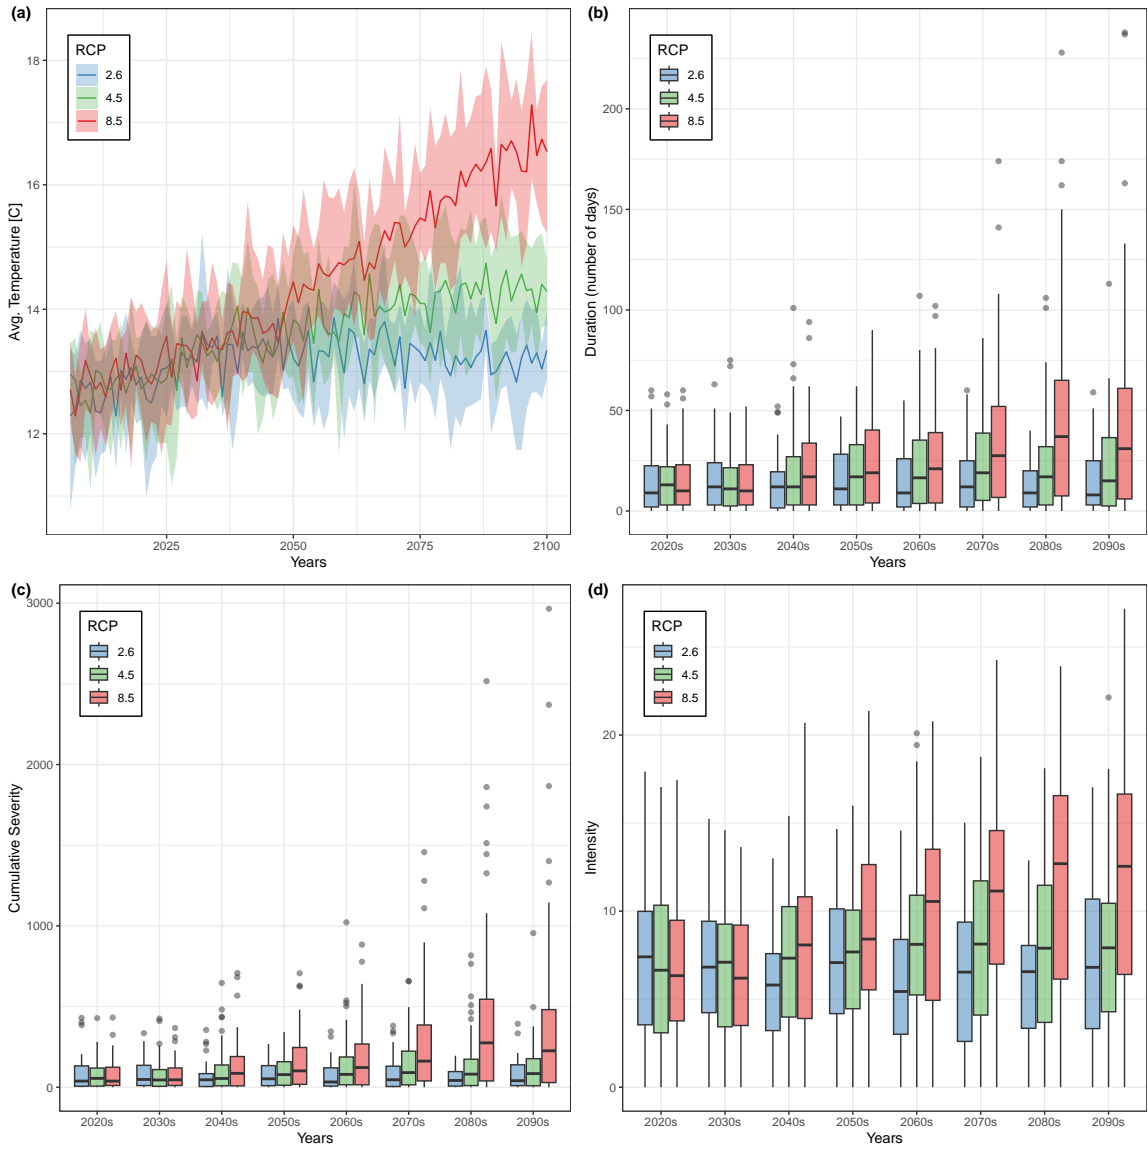 (a)
RCP
2.6
4.5
8.5
18
16
14
12
Avg. Temperature [C]
2025
2050
2075
2100
Years
(b)
RCP
2.6
4.5
8.5
200
150
100
50
0
Duration (number of days)
2020s
2030s
2040s
2050s
2060s
2070s
2080s
2090s
Years
(c)
RCP
2.6
4.5
8.5
3000
2000
1000
0
Cumulative Severity
2020s
2030s
2040s
2050s
2060s
2070s
2080s
2090s
Years
(d)
RCP
2.6
4.5
8.5
20
10
0
Intensity
2020s
2030s
2040s
2050s
2060s
2070s
2080s
2090s
Years